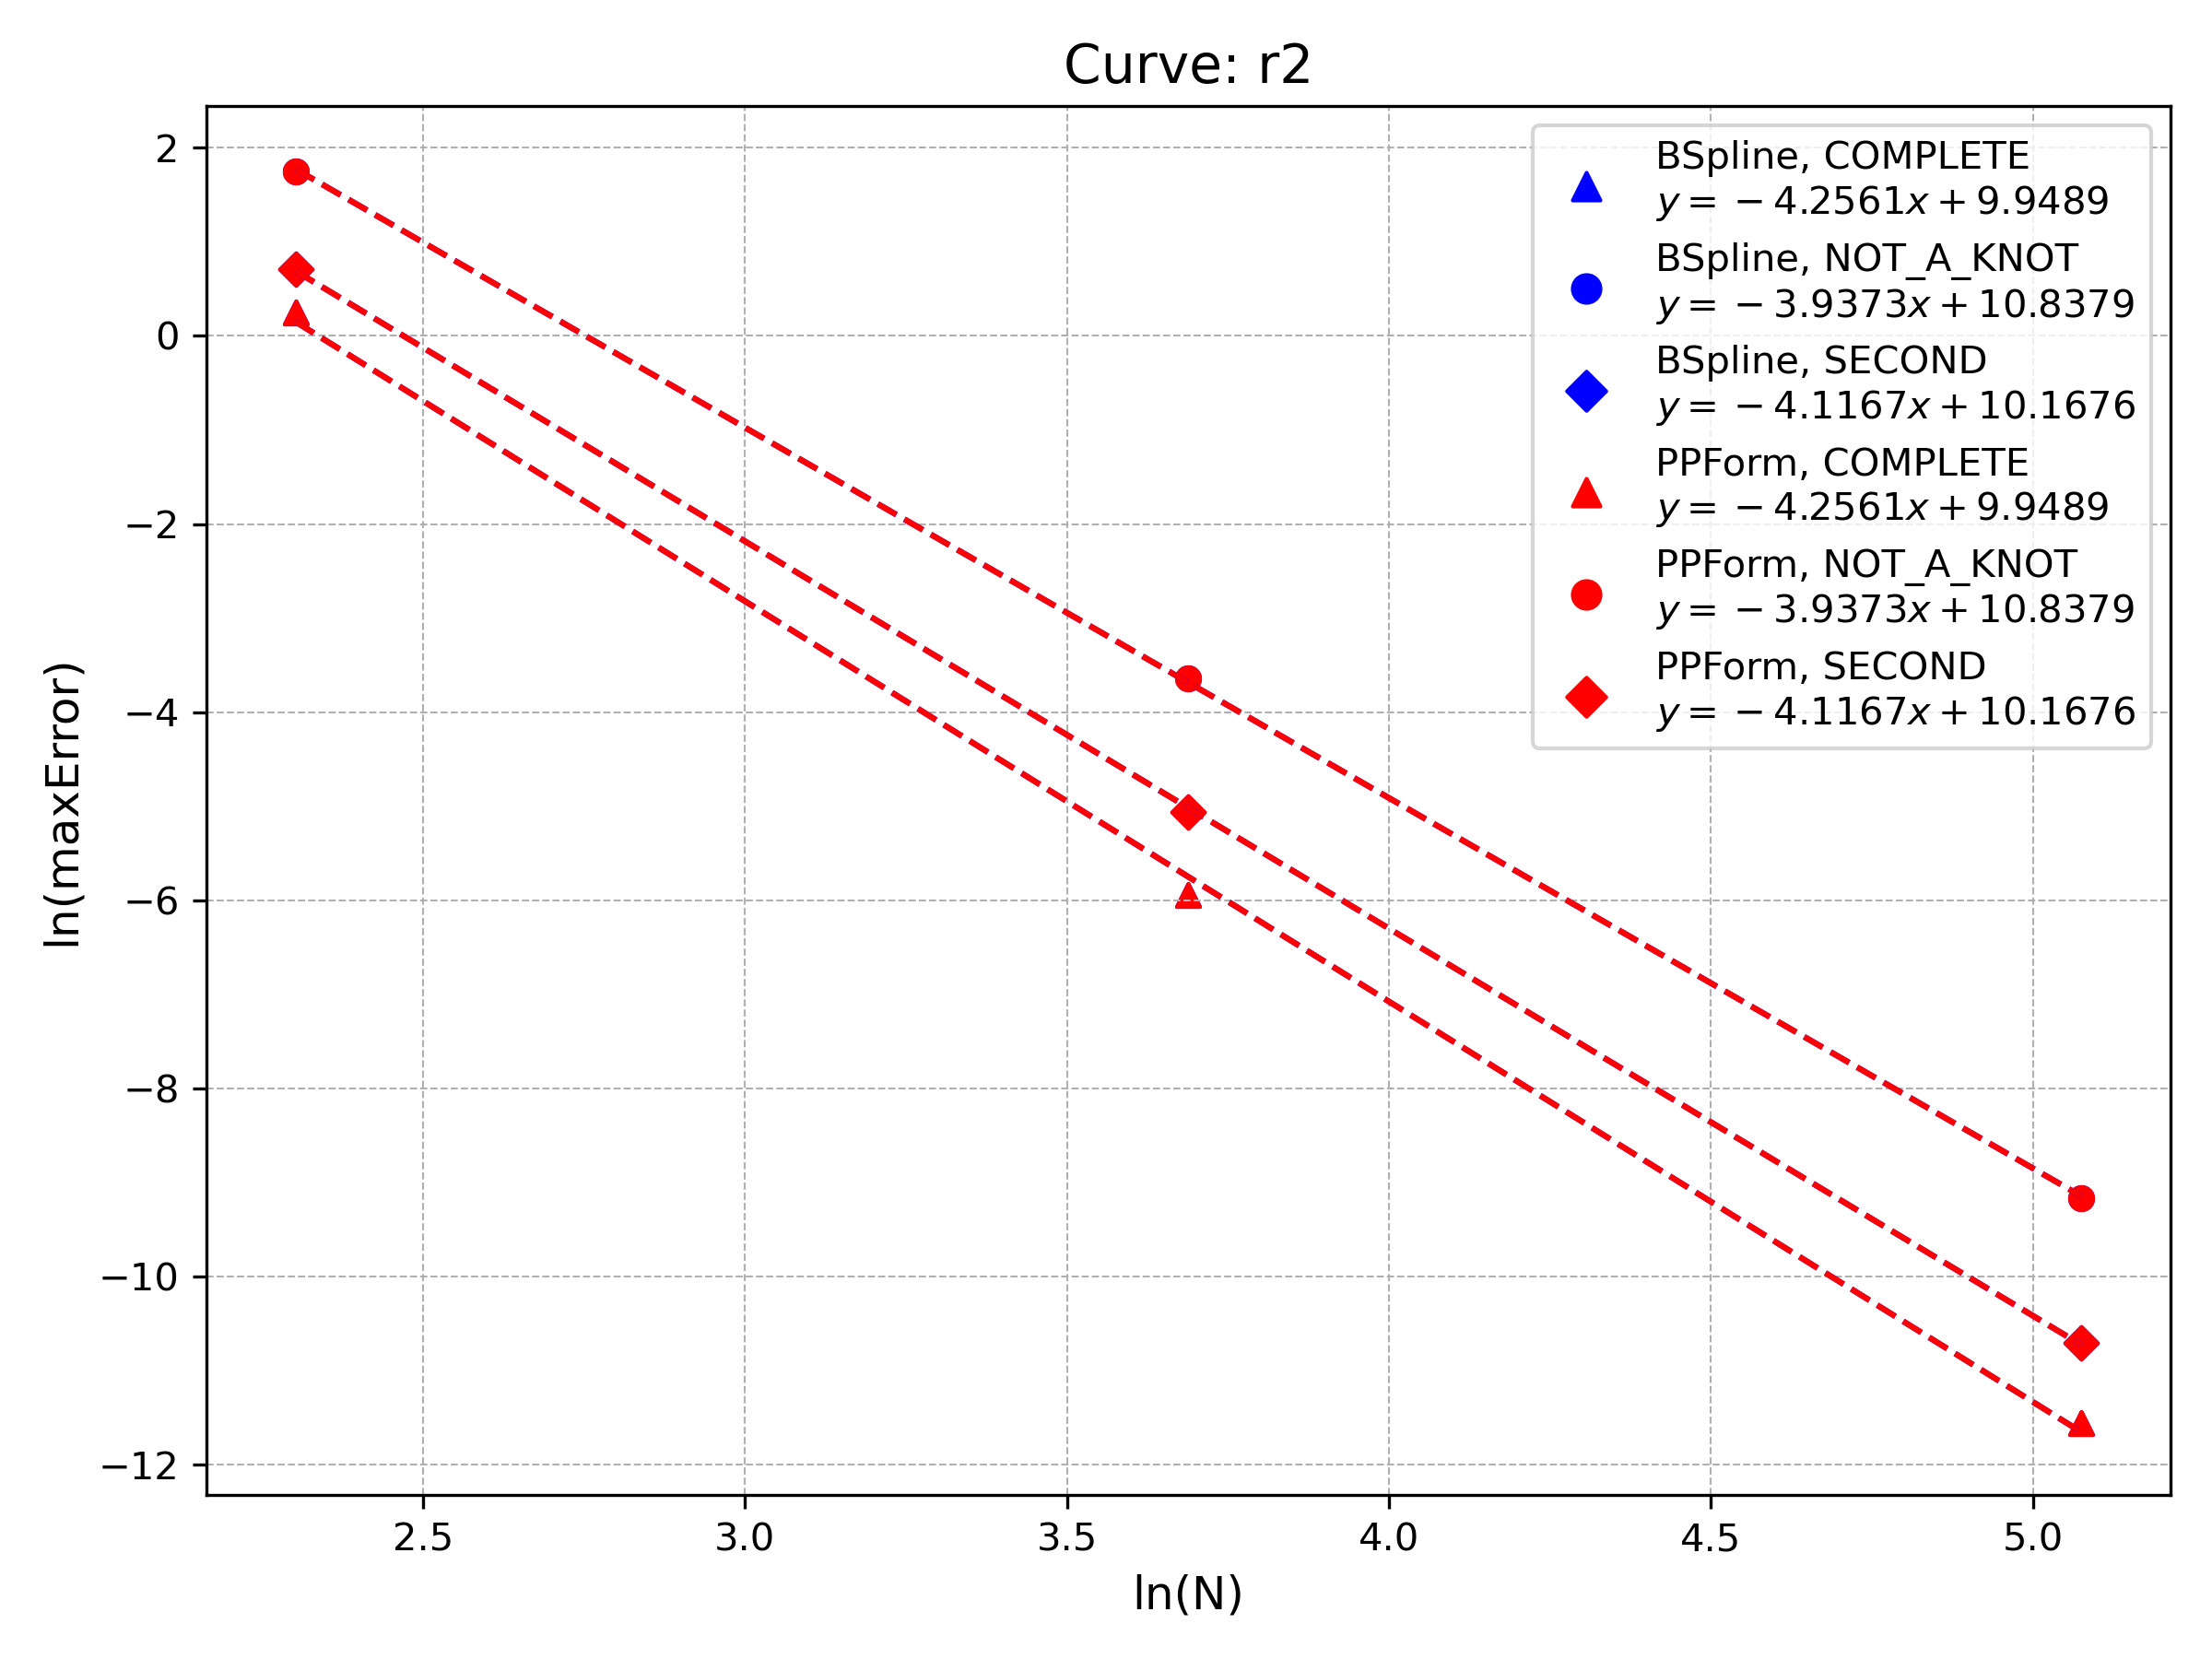 Curve: r2
BSpline, COMPLETE
y = −4.2561x + 9.9489
BSpline, NOT_A_KNOT
y = −3.9373x + 10.8379
BSpline, SECOND
y = −4.1167x + 10.1676
PPForm, COMPLETE
y = −4.2561x + 9.9489
PPForm, NOT_A_KNOT
y = −3.9373x + 10.8379
PPForm, SECOND
y = −4.1167x + 10.1676
ln(maxError)
2
0
−2
−4
−6
−8
−10
−12
2.5 3.0 3.5 4.0 4.5 5.0
ln(N)